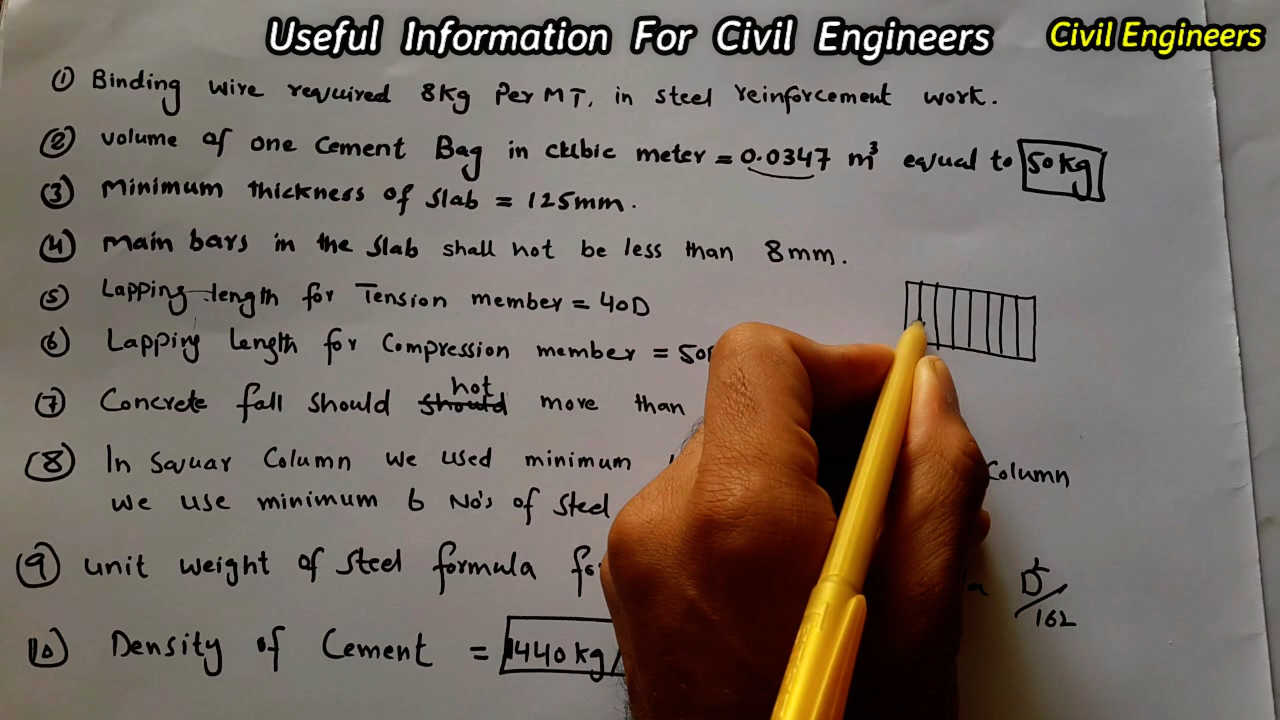 Useful Information For Civil Engineers
Civil Engineers
① Binding wire required 8Kg Per MT, in steel reinforcement work.
② volume of one cement Bag in cubic meter = 0.0347 m³ equal to 50 kg
③ Minimum thickness of slab = 125mm.
④ Main bars in the slab shall not be less than 8mm.
⑤ Lapping length for Tension member = 40D
⑥ Lapping length for compression member = 50
⑦ Concrete fall should not more than
⑧ In Squar Column we used minimum Column
we use minimum 6 No's of steel
⑨ unit weight of steel formula D²/162
⑩ Density of Cement = 1440 kg/